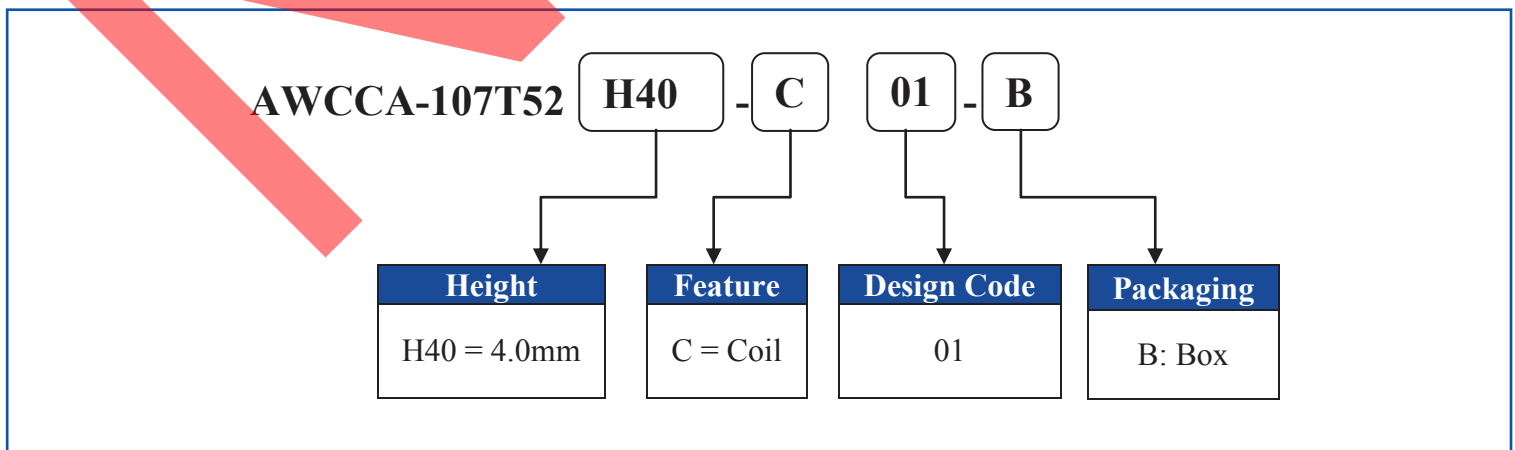 AWCCA-107T52 H40 - C 01 - B
Height Feature Design Code Packaging
H40 = 4.0mm C = Coil 01 B: Box